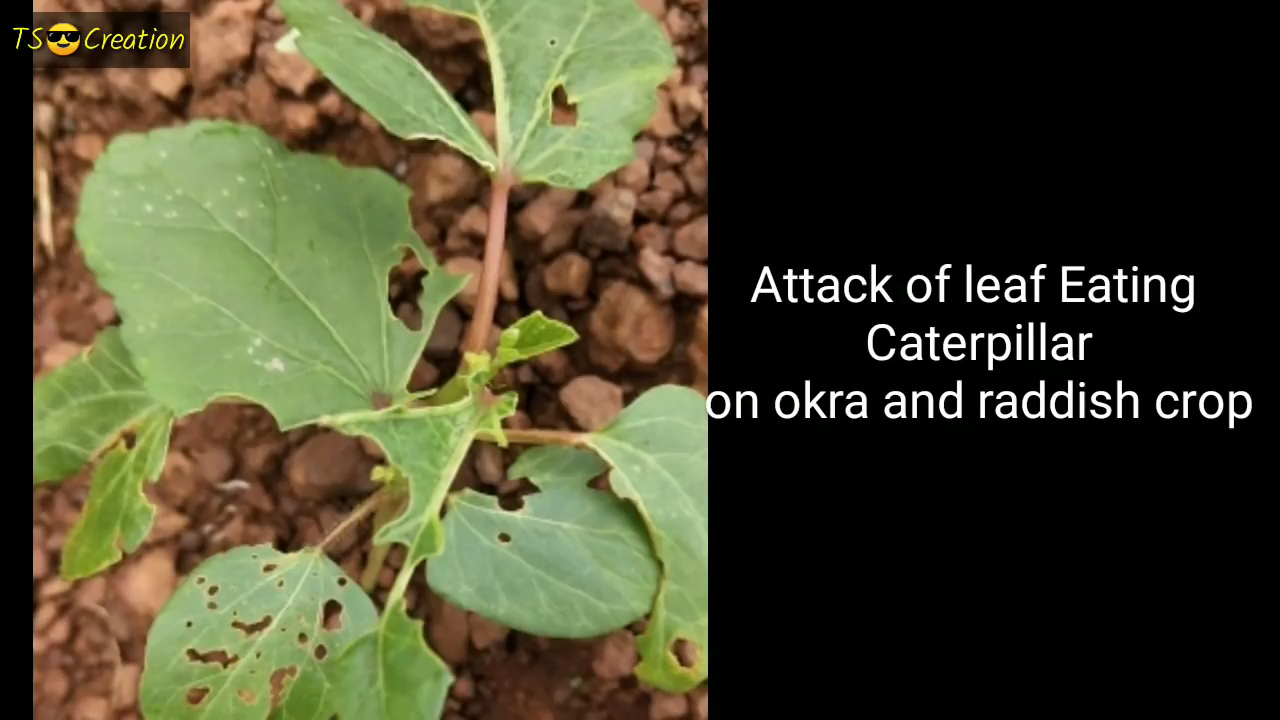 TS😎Creation
Attack of leaf Eating
Caterpillar
on okra and raddish crop